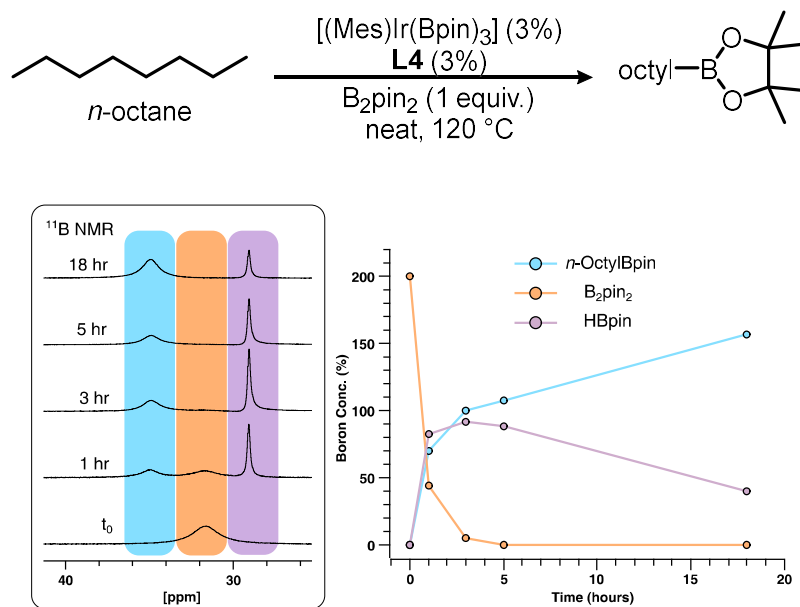 [(Mes)Ir(Bpin)₃] (3%)
L4 (3%)
B₂pin₂ (1 equiv.)
neat, 120 °C
n-octane
octyl
B
O
O
¹¹B NMR
18 hr
5 hr
3 hr
1 hr
t₀
40
30
[ppm]
n-OctylBpin
B₂pin₂
HBpin
Boron Conc. (%)
200
150
100
50
0
0
5
10
15
20
Time (hours)